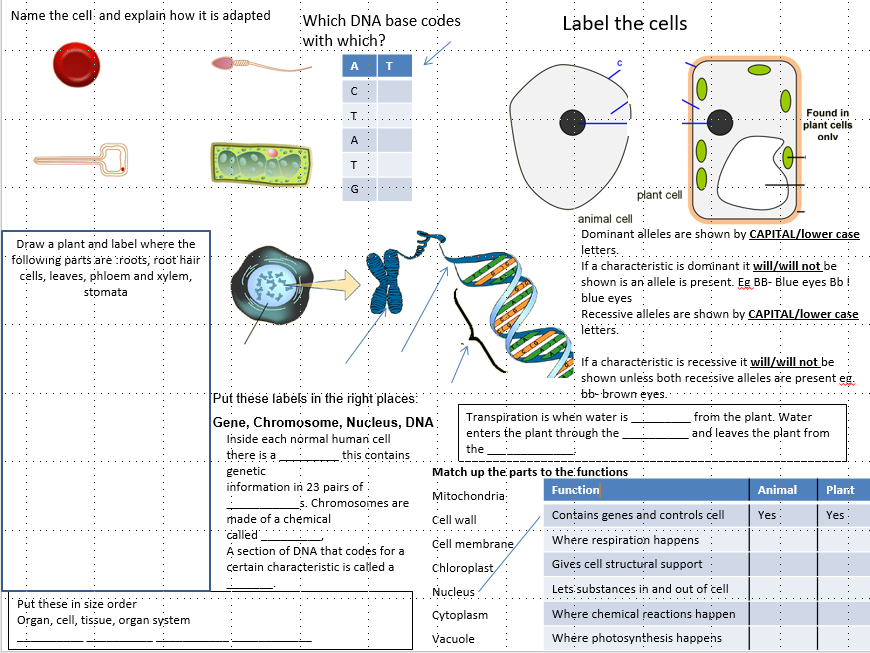 Name the cell and explain how it is adapted
Which DNA base codes
with which?
A T
C
T
A
T
G
Label the cells
c
Found in
plant cells
only
plant cell
animal cell
Draw a plant and label where the
following parts are :roots, root hair
cells, leaves, phloem and xylem,
stomata
Dominant alleles are shown by CAPITAL/lower case
letters.
If a characteristic is dominant it will/will not be
shown is an allele is present. Eg BB- Blue eyes Bb !
blue eyes
Recessive alleles are shown by CAPITAL/lower case
letters.
If a characteristic is recessive it will/will not be
shown unless both recessive alleles are present eg.
bb- brown eyes.
Put these labels in the right places:
Gene, Chromosome, Nucleus, DNA
Inside each normal human cell
there is a __________ this contains
genetic
information in 23 pairs of
____________s. Chromosomes are
made of a chemical
called __________,
A section of DNA that codes for a
certain characteristic is called a
________.
Transpiration is when water is _________ from the plant. Water
enters the plant through the __________ and leaves the plant from
the _____________.
Match up the parts to the functions
Mitochondria
Cell wall
Cell membrane
Chloroplast
Nucleus
Cytoplasm
Vacuole
Function Animal Plant
Contains genes and controls cell Yes Yes
Where respiration happens
Gives cell structural support
Lets substances in and out of cell
Where chemical reactions happen
Where photosynthesis happens
Put these in size order
Organ, cell, tissue, organ system
__________ __________ ___________ ____________